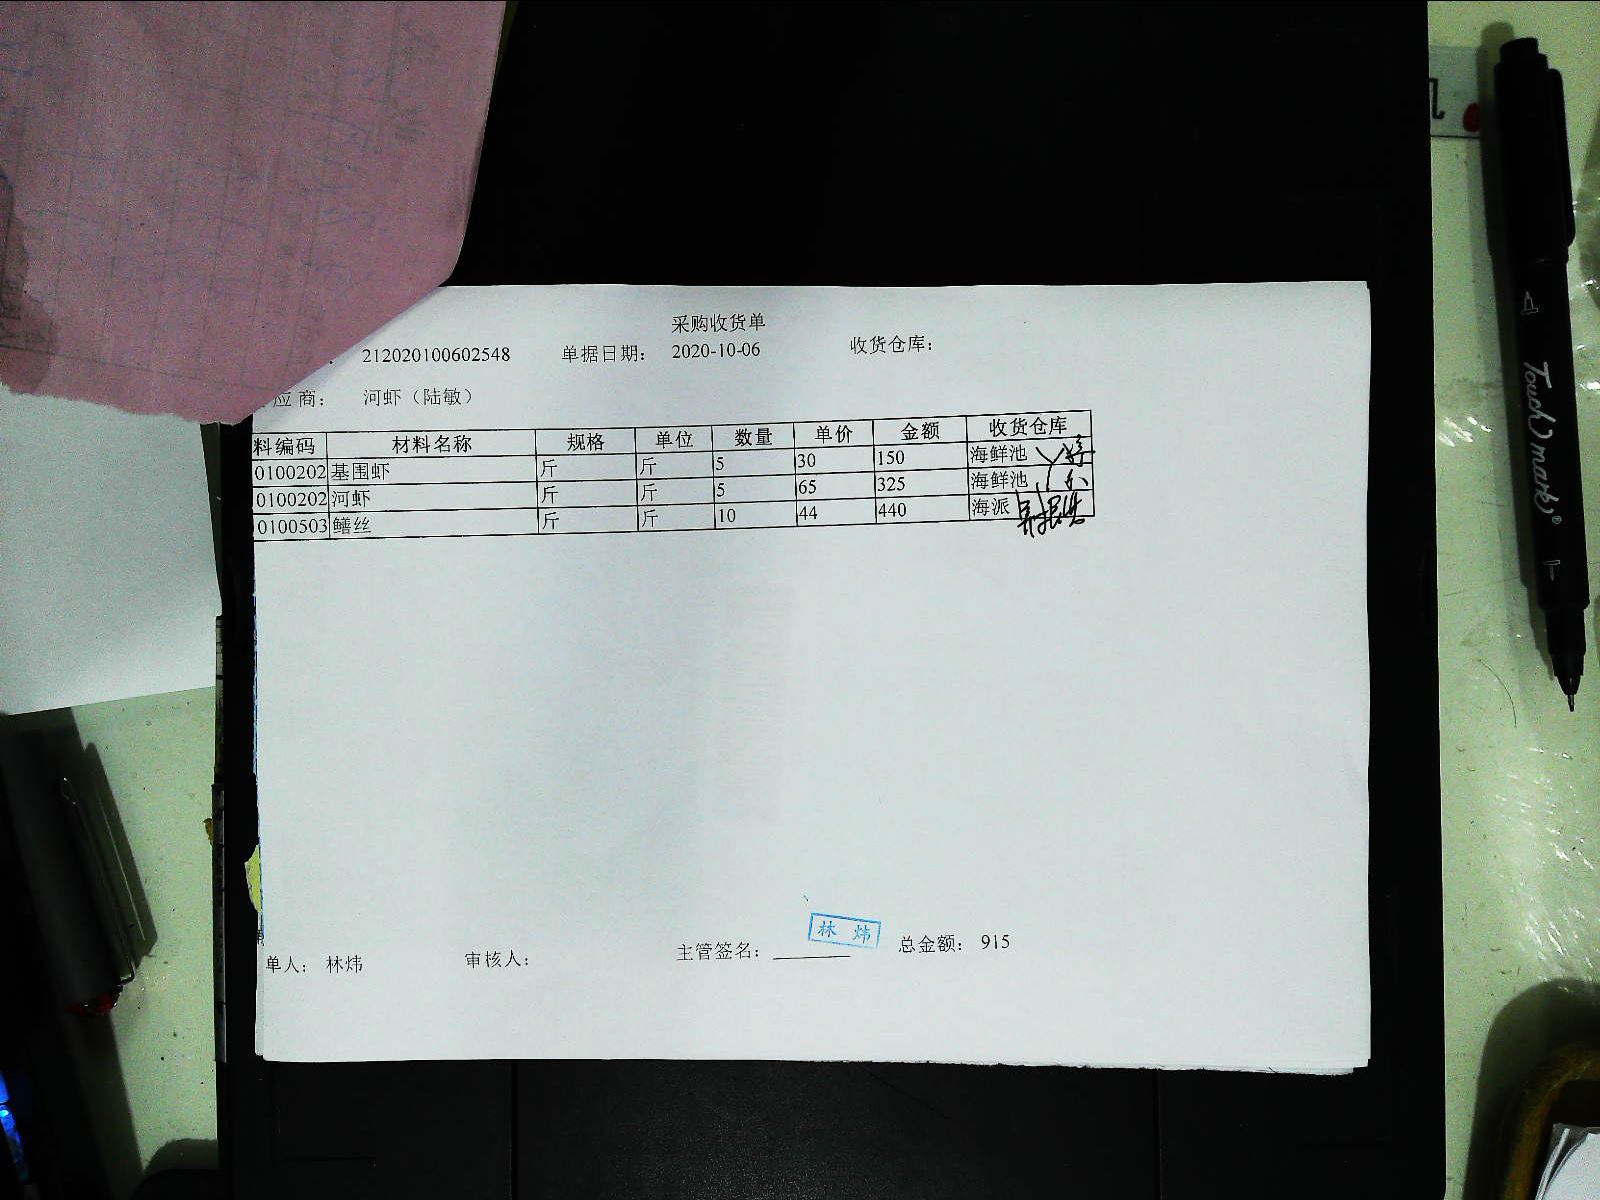 采购收货单
212020100602548 单据日期： 2020-10-06 收货仓库：
应商： 河虾（陆敏）
料编码 材料名称 规格 单位 数量 单价 金额 收货仓库
0100202 基围虾 斤 斤 5 30 150 海鲜池
0100202 河虾 斤 斤 5 65 325 海鲜池
0100503 鳝丝 斤 斤 10 44 440 海派
林炜
单人： 林炜 审核人： 主管签名： 总金额： 915
Touch mark